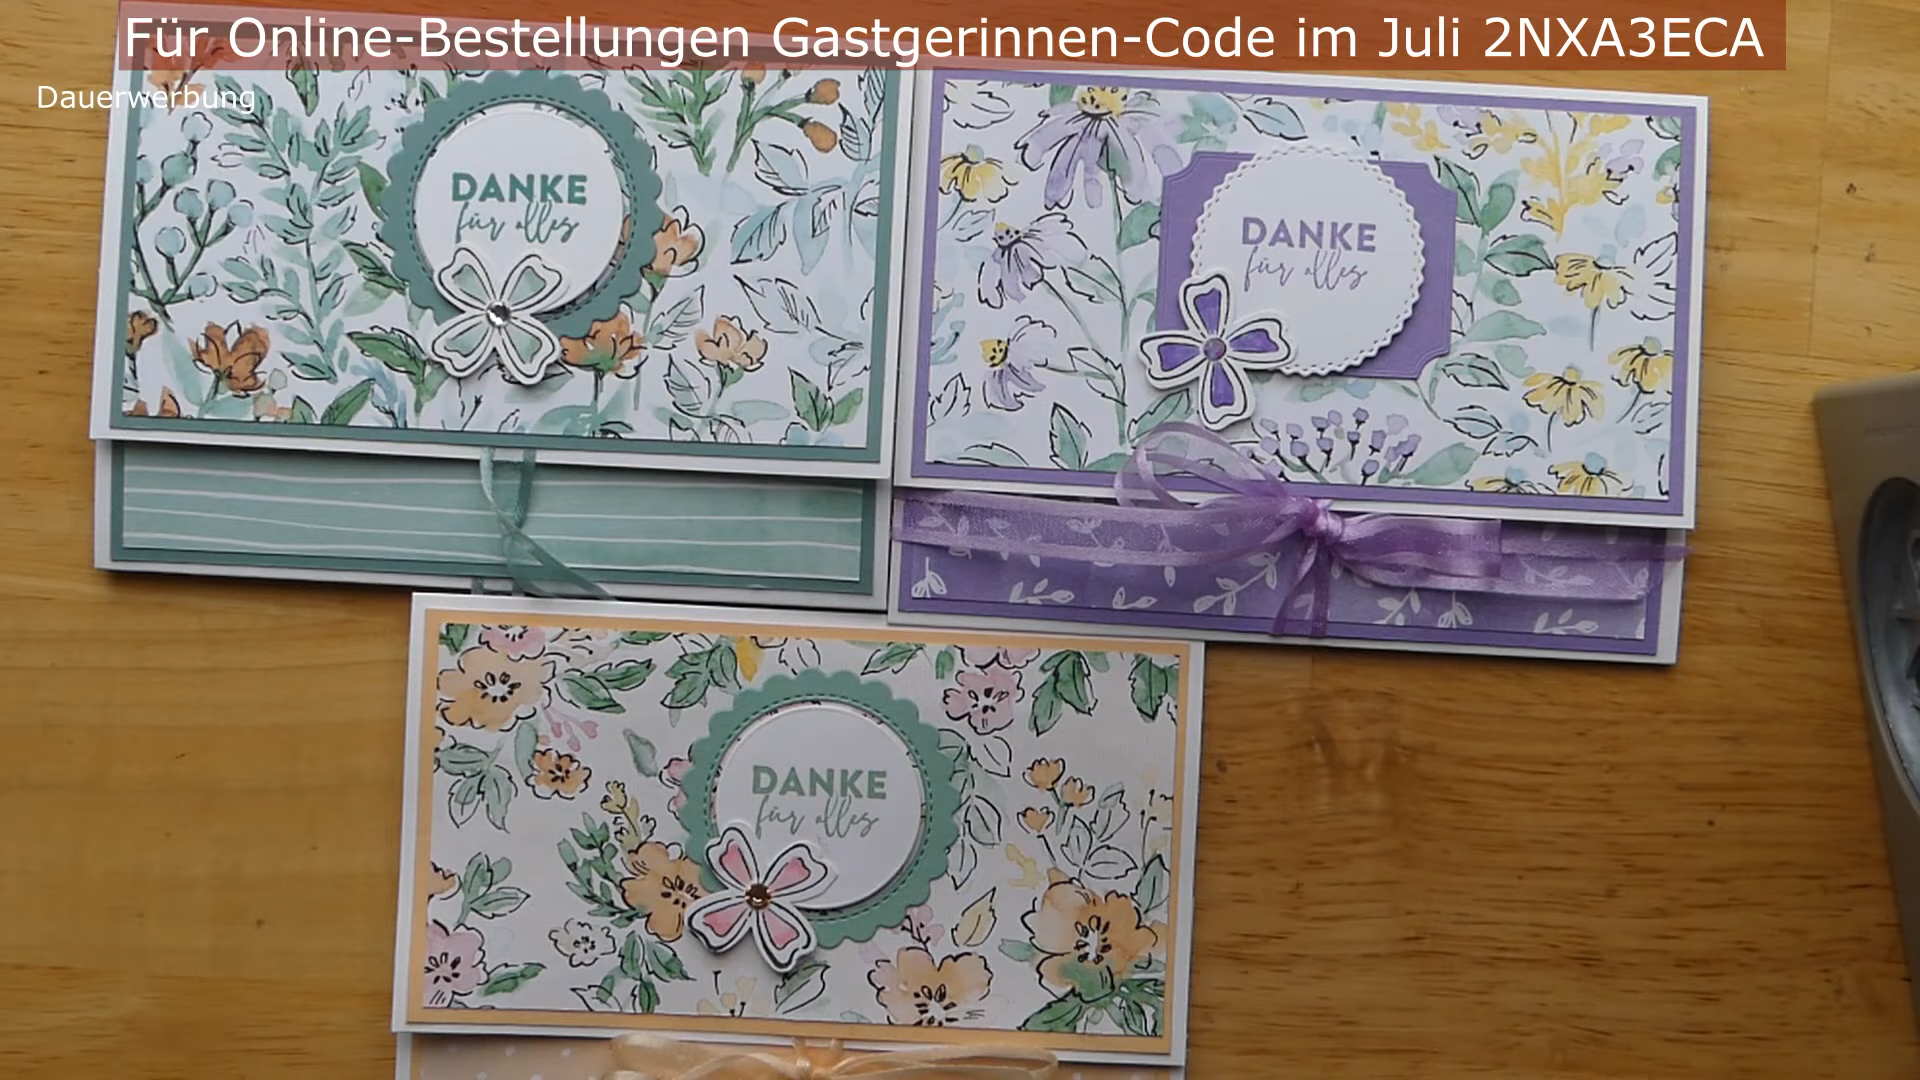 Für Online-Bestellungen Gastgerinnen-Code im Juli 2NXA3ECA
Dauerwerbung
DANKE
für alles
DANKE
für alles
DANKE
für alles